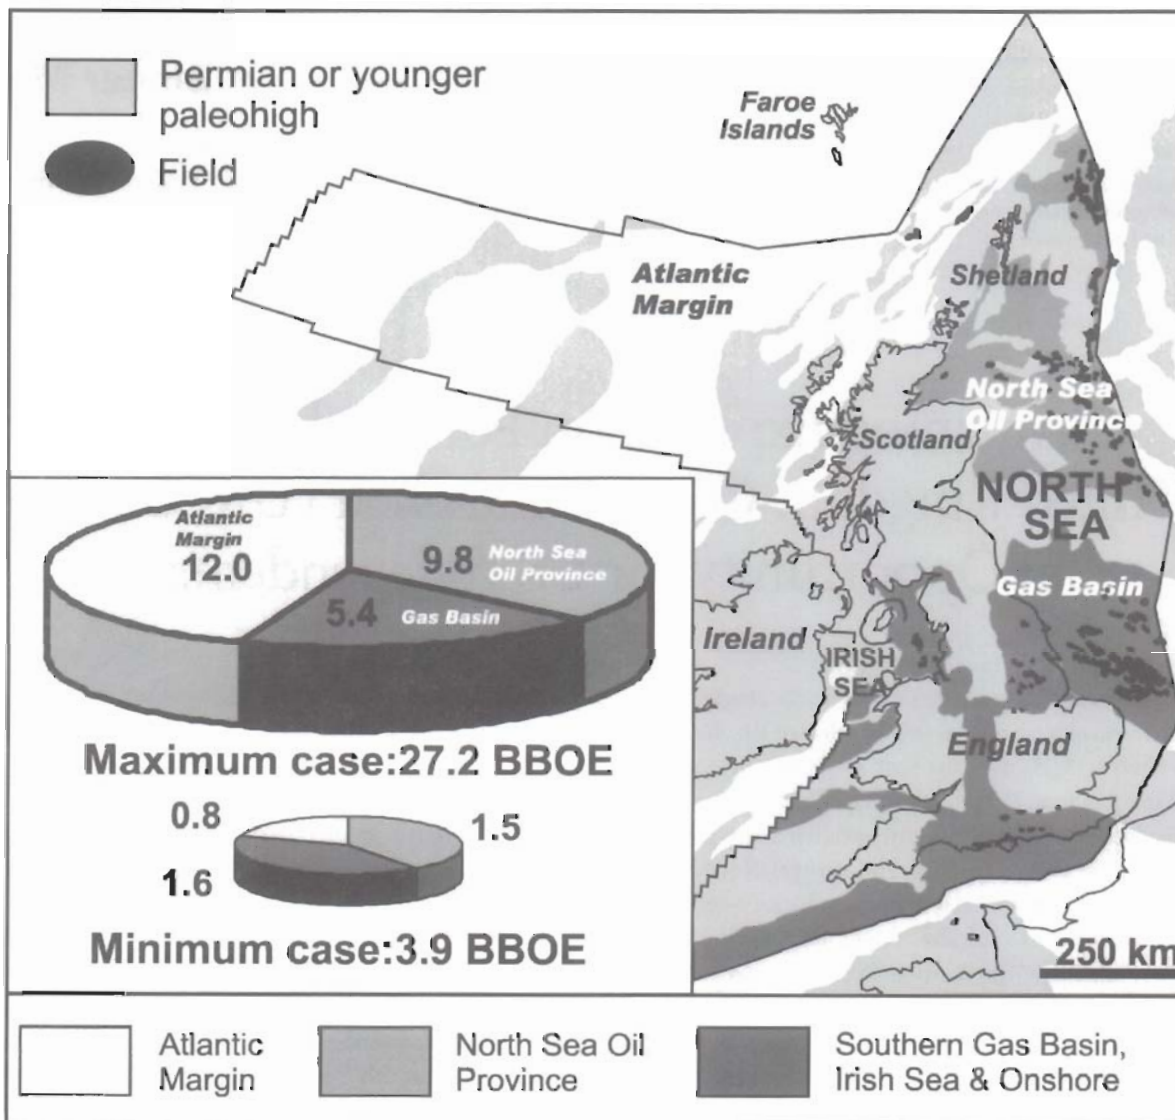 Permian or younger
paleohigh
Field
Faroe
Islands
Atlantic
Margin
Shetland
North Sea
Oil Province
Scotland
NORTH
SEA
Gas Basin
Ireland
IRISH
SEA
England
250 km
Atlantic
Margin
12.0
9.8
North Sea
Oil Province
5.4
Gas Basin
Maximum case:27.2 BBOE
0.8
1.5
1.6
Minimum case:3.9 BBOE
Atlantic
Margin
North Sea Oil
Province
Southern Gas Basin,
Irish Sea & Onshore